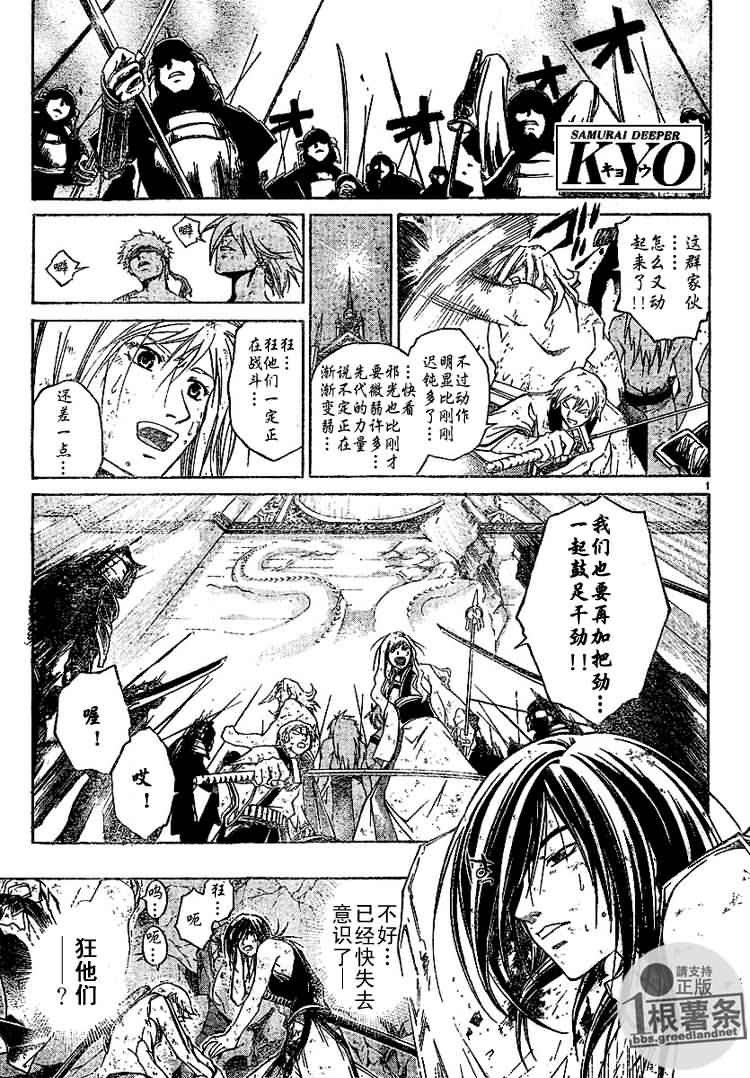 オ
オ
オ
SAMURAI DEEPER
KYO
キョウ
这群家伙
……
怎么又动
起来了!!
不过动作
明显比刚刚
迟钝多了…
…快看
邪光也比刚才
要微弱许多…
先代的力量
说不定正在
渐渐变弱…
噼
噼
狂…
狂他们一定正
在战斗…
还差一点…
1
我们也要再加把劲…
一起鼓足干劲!!
喔!
哎!
不好…
已经快失去
意识了——
狂…
呃
呜…
呃…
狂他们
——?
請支持
正版
1根薯条
bbs.greedland.net